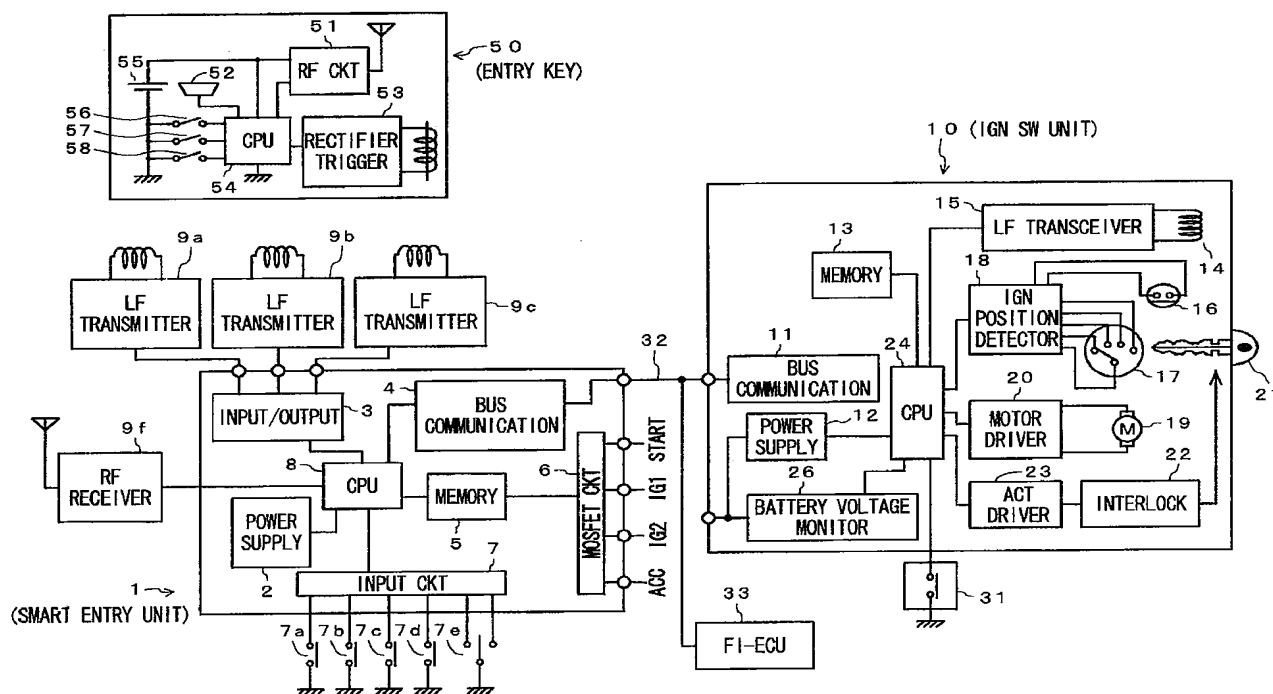 51
50
(ENTRY KEY)
55
52
RF CKT
53
56
57
58
CPU
RECTIFIER
TRIGGER
54
10 (IGN SW UNIT)
15
LF TRANSCEIVER
14
13
MEMORY
18
IGN
POSITION
DETECTOR
16
17
9a
9b
9c
LF
TRANSMITTER
LF
TRANSMITTER
LF
TRANSMITTER
32
11
BUS
COMMUNICATION
24
CPU
20
MOTOR
DRIVER
M
19
4
BUS
COMMUNICATION
INPUT/OUTPUT
3
12
POWER
SUPPLY
26
BATTERY VOLTAGE
MONITOR
23
ACT
DRIVER
22
INTERLOCK
9f
RF
RECEIVER
8
CPU
MEMORY
5
6
MOSFET CKT
START
IG1
IG2
ACC
POWER
SUPPLY
2
7
INPUT CKT
1
(SMART ENTRY UNIT)
7a
7b
7c
7d
7e
33
FI-ECU
31